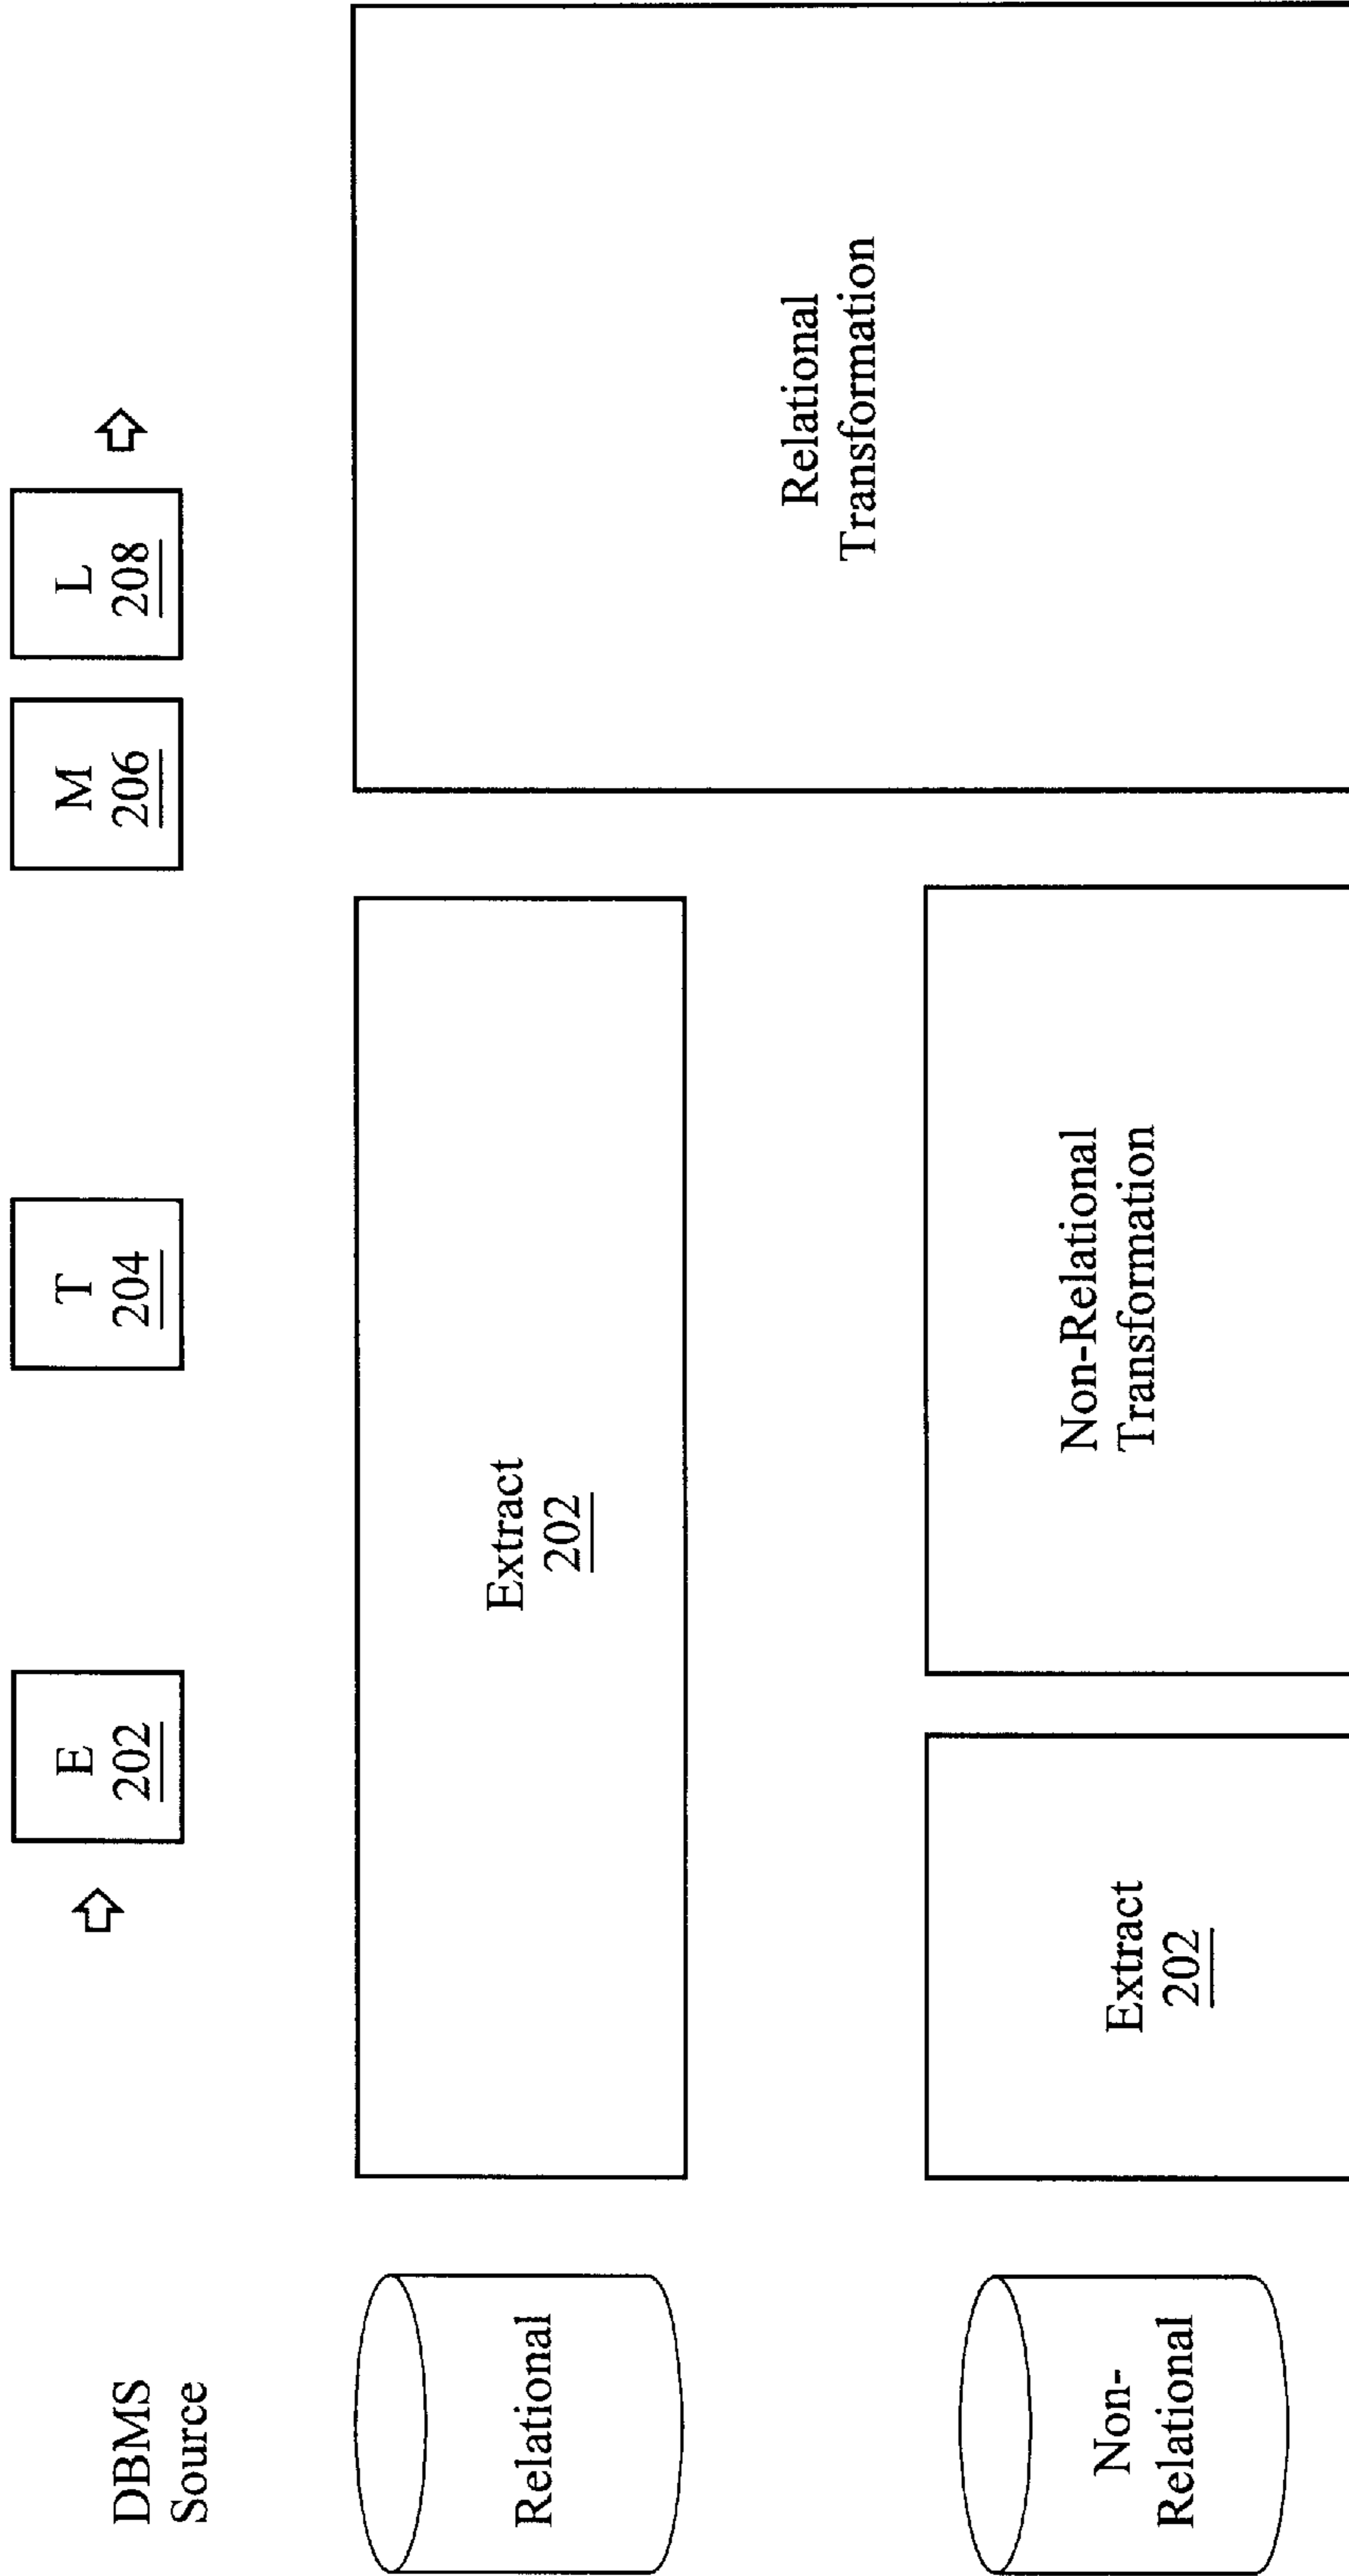 DBMS
Source
E
202
T
204
M
206
L
208
Relational
Extract
202
Relational
Transformation
Non-
Relational
Extract
202
Non-Relational
Transformation